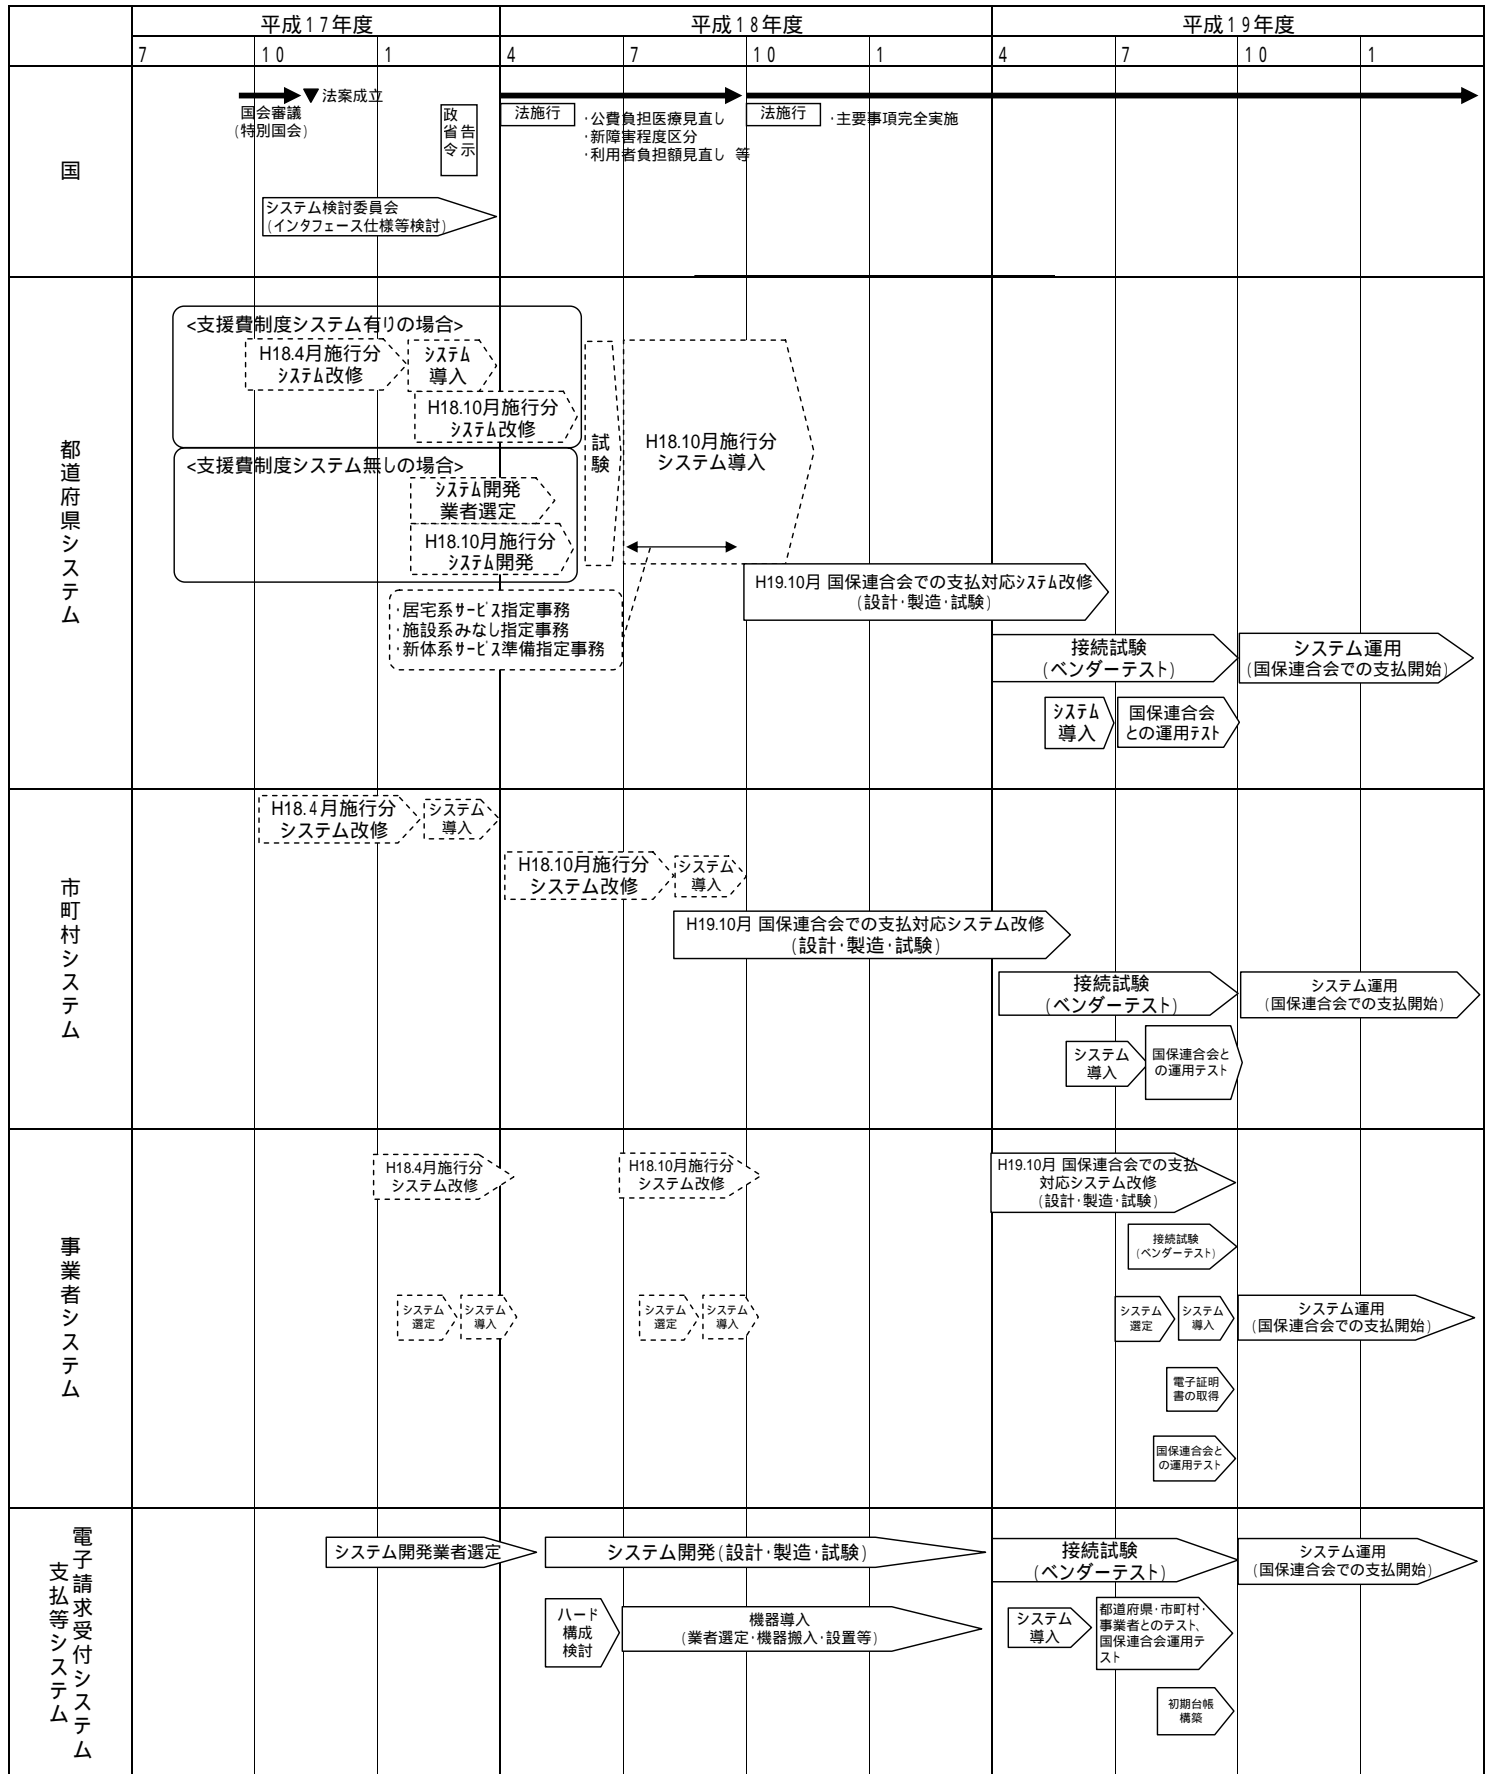 平成17年度
平成18年度
平成19年度
7
10
1
4
7
10
1
4
7
10
1
国
国会審議
(特別国会)
▼法案成立
政
省告
令示
法施行
･公費負担医療見直し
･新障害程度区分
･利用者負担額見直し 等
法施行
･主要事項完全実施
システム検討委員会
(インタフェース仕様等検討)
都道府県システム
<支援費制度システム有りの場合>
H18.4月施行分
ｼｽﾃﾑ改修
ｼｽﾃﾑ
導入
H18.10月施行分
ｼｽﾃﾑ改修
<支援費制度システム無しの場合>
ｼｽﾃﾑ開発
業者選定
H18.10月施行分
ｼｽﾃﾑ開発
試
験
H18.10月施行分
システム導入
･居宅系ｻｰﾋﾞｽ指定事務
･施設系みなし指定事務
･新体系ｻｰﾋﾞｽ準備指定事務
H19.10月 国保連合会での支払対応ｼｽﾃﾑ改修
(設計･製造･試験)
接続試験
(ベンダーテスト)
システム運用
(国保連合会での支払開始)
ｼｽﾃﾑ
導入
国保連合会
との運用ﾃｽﾄ
市町村システム
H18.4月施行分
システム改修
システム
導入
H18.10月施行分
システム改修
システム
導入
H19.10月 国保連合会での支払対応システム改修
(設計･製造･試験)
接続試験
(ベンダーテスト)
システム運用
(国保連合会での支払開始)
システム
導入
国保連合会と
の運用テスト
事業者システム
H18.4月施行分
システム改修
H18.10月施行分
システム改修
H19.10月 国保連合会での支払
対応システム改修
(設計･製造･試験)
接続試験
(ベンダーテスト)
システム
選定
システム
導入
システム
選定
システム
導入
システム
選定
システム
導入
システム運用
(国保連合会での支払開始)
電子証明
書の取得
国保連合会と
の運用テスト
電子請求受付システム
支払等システム
システム開発業者選定
システム開発(設計･製造･試験)
接続試験
(ベンダーテスト)
システム運用
(国保連合会での支払開始)
ハード
構成
検討
機器導入
(業者選定･機器搬入･設置等)
システム
導入
都道府県･市町村･
事業者とのテスト、
国保連合会運用テ
スト
初期台帳
構築